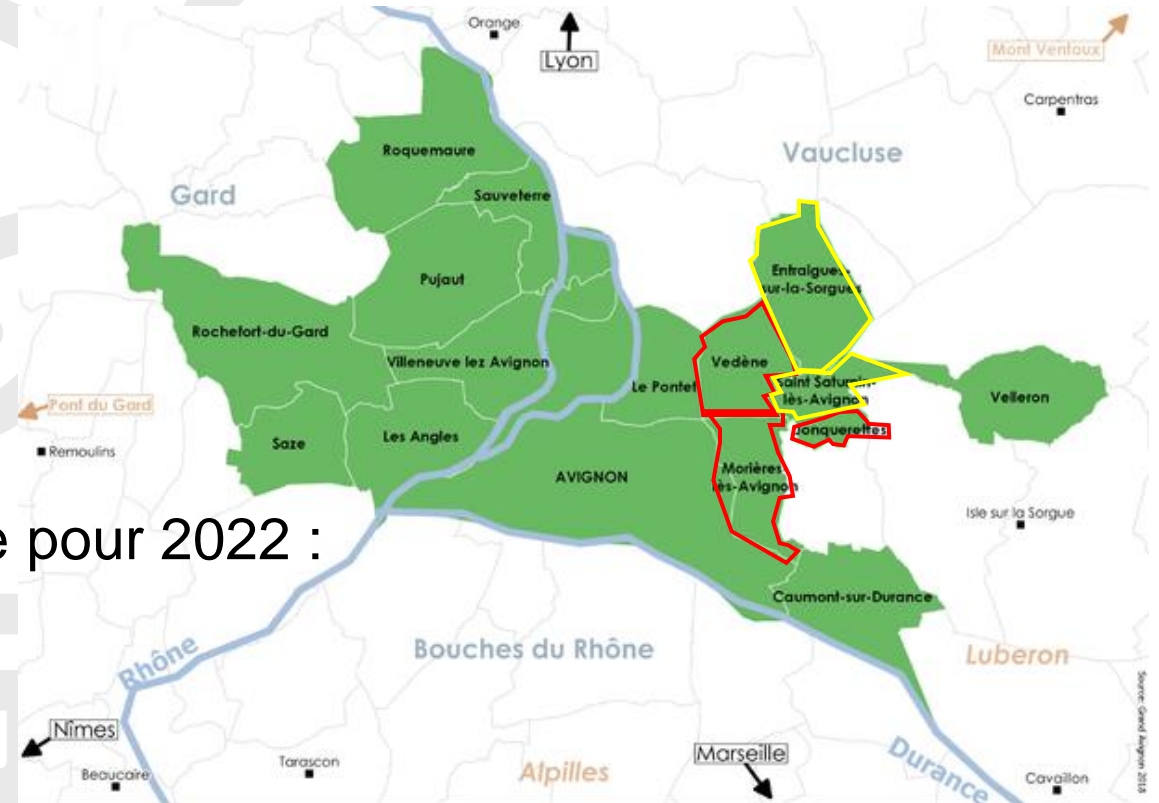 Orange
Lyon
Mont Ventoux
Carpentras
Roquemaure
Vaucluse
Gard
Sauveterre
Pujaut
Entraigues-
sur-la-Sorgues
Rochefort-du-Gard
Villeneuve lez Avignon
Vedène
Le Pontet
Saint Saturnin-
lès-Avignon
Velleron
Pont du Gard
Saze
Les Angles
Jonquerettes
Remoulins
AVIGNON
Morières
lès-Avignon
Isle sur la Sorgue
e pour 2022 :
Caumont-sur-Durance
Rhône
Bouches du Rhône
Luberon
Source: Grand Avignon 2018
Nîmes
Marseille
Durance
Beaucaire
Tarascon
Alpilles
Cavaillon